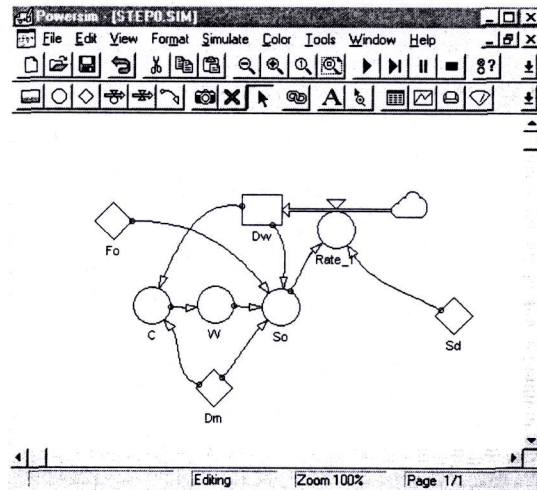 Powersim - [STEP0.SIM]
File Edit View Format Simulate Color Tools Window Help
8?
A
Fo
Dw
Rate_1
C
W
So
Sd
Dm
Editing Zoom 100% Page 1/1